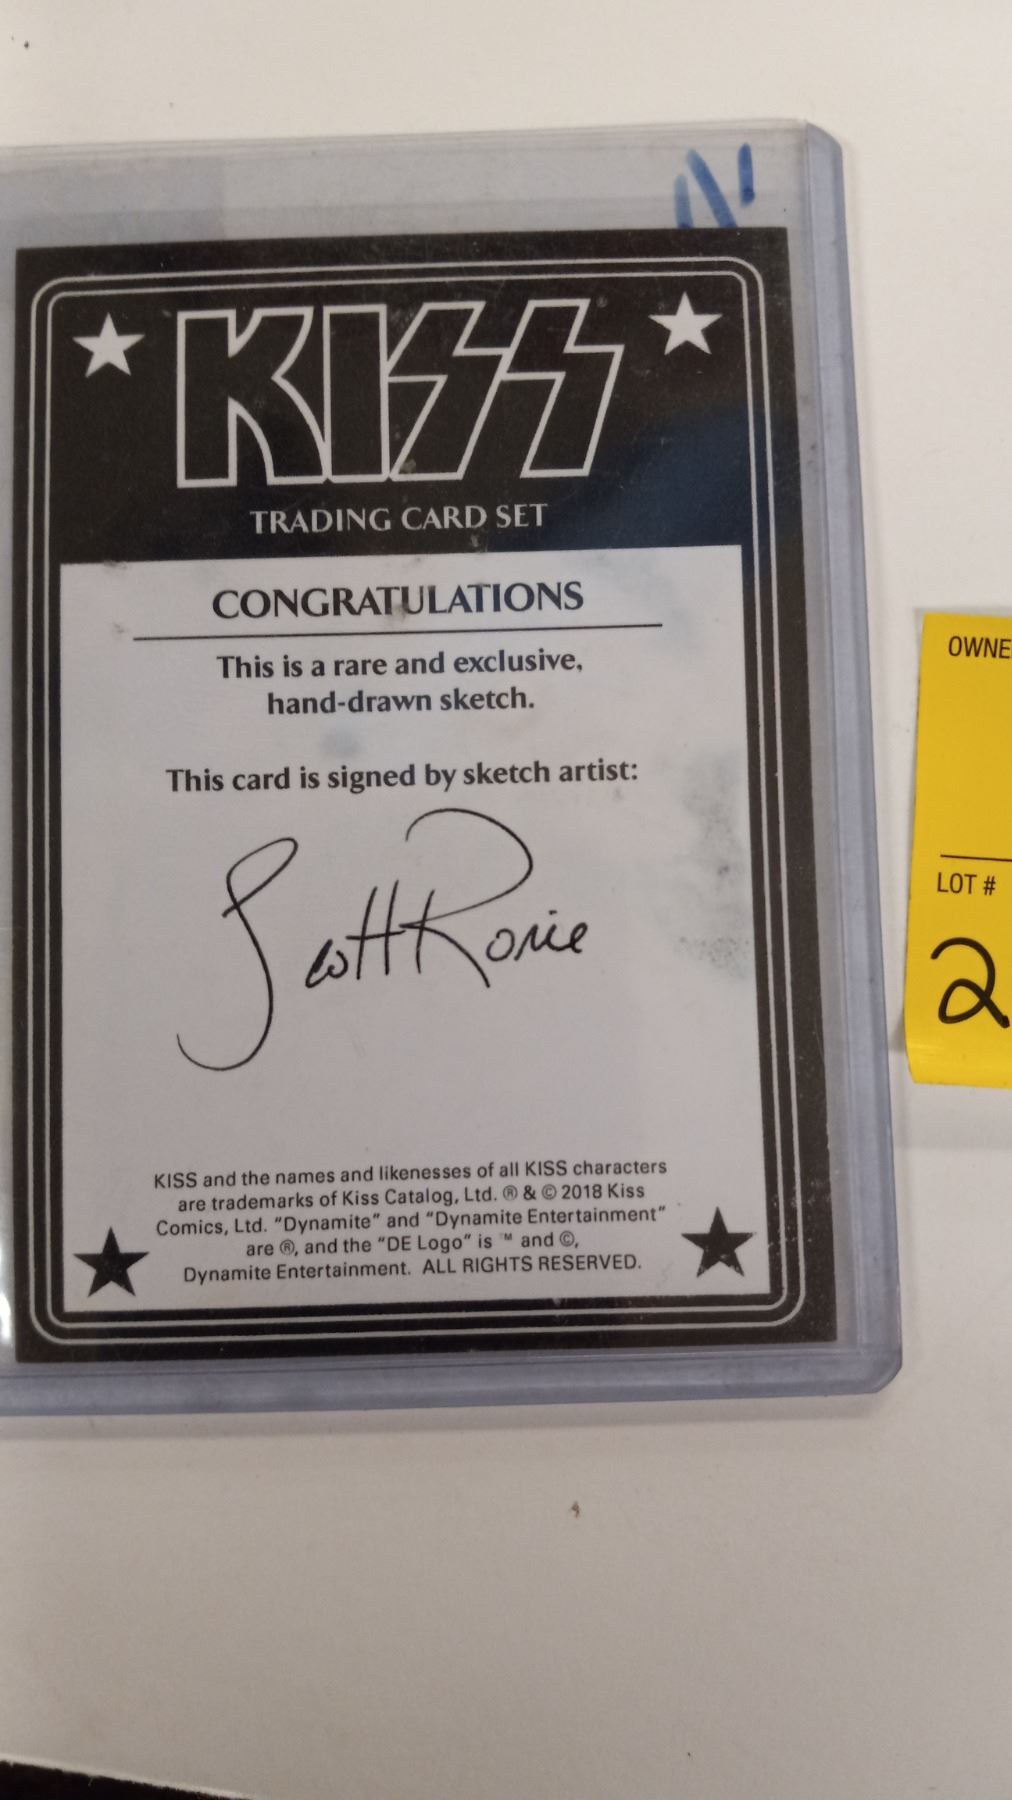 KISS
TRADING CARD SET
CONGRATULATIONS
This is a rare and exclusive,
hand-drawn sketch.
This card is signed by sketch artist:
Scott Rorie
KISS and the names and likenesses of all KISS characters
are trademarks of Kiss Catalog, Ltd. ® & © 2018 Kiss
Comics, Ltd. "Dynamite" and "Dynamite Entertainment"
are ®, and the "DE Logo" is ™ and ©,
Dynamite Entertainment. ALL RIGHTS RESERVED.
OWNE
LOT #
2